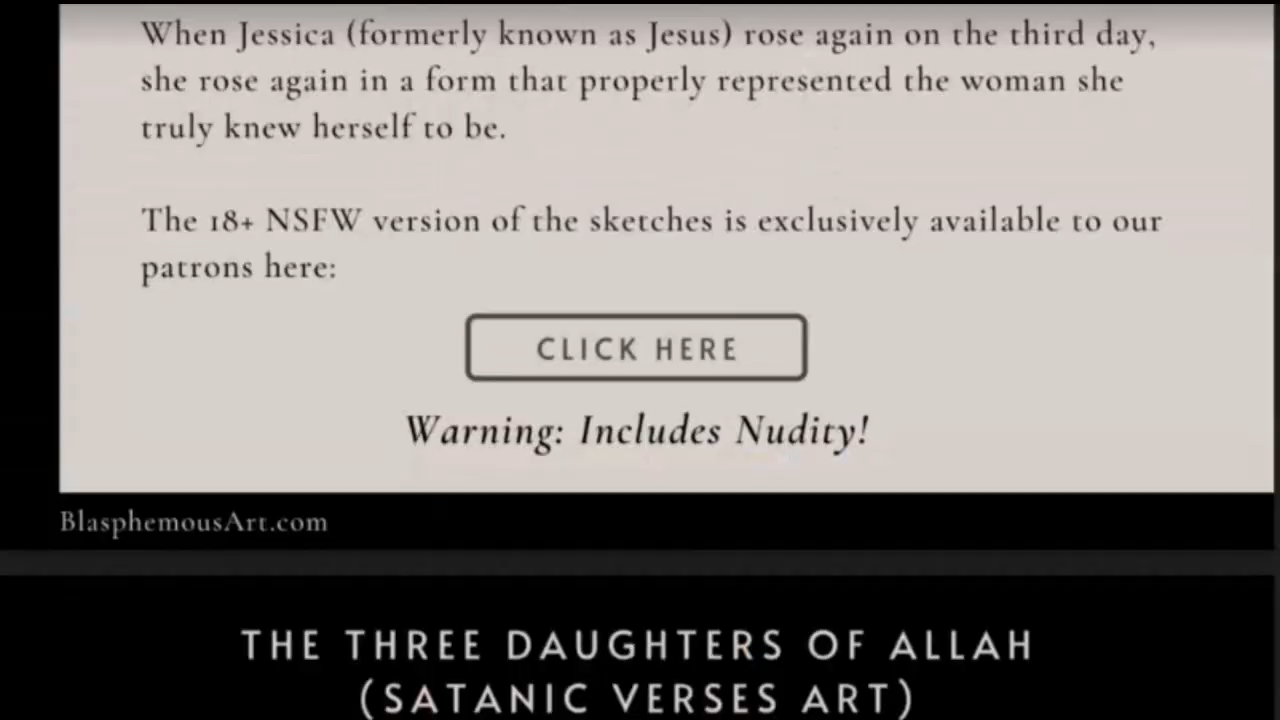 When Jessica (formerly known as Jesus) rose again on the third day,
she rose again in a form that properly represented the woman she
truly knew herself to be.
The 18+ NSFW version of the sketches is exclusively available to our
patrons here:
CLICK HERE
Warning: Includes Nudity!
BlasphemousArt.com
THE THREE DAUGHTERS OF ALLAH
(SATANIC VERSES ART)